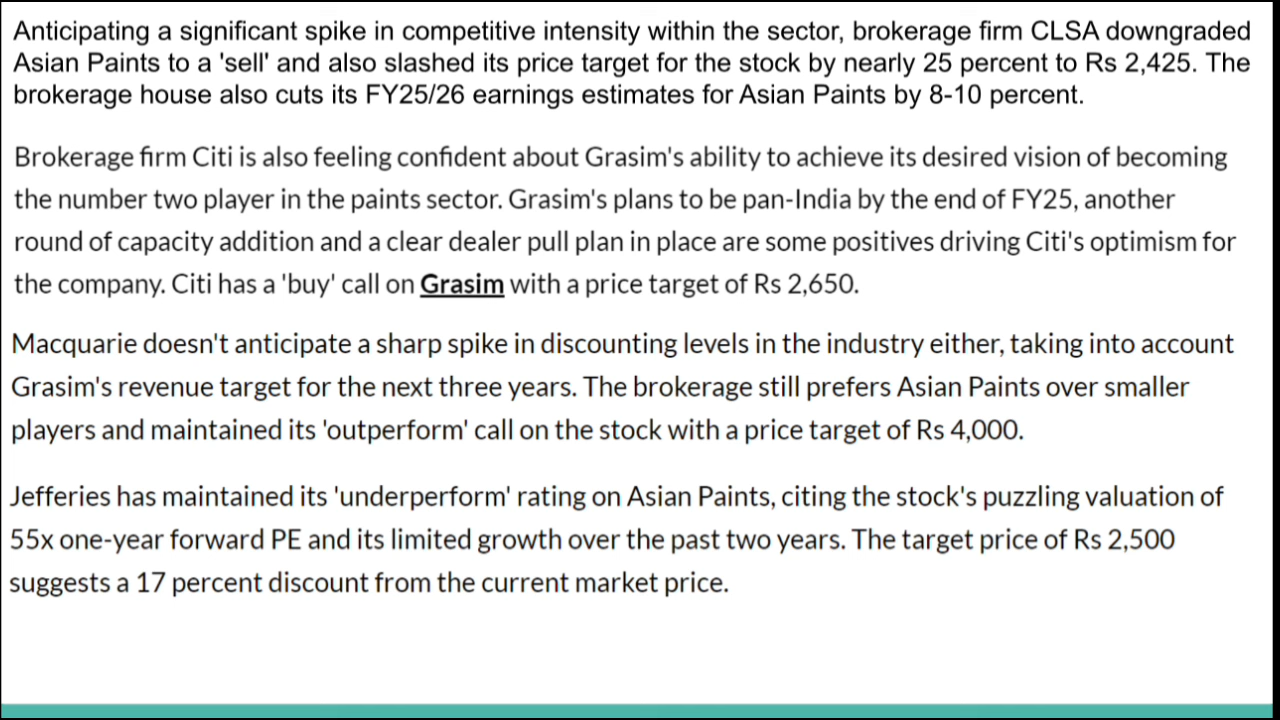 Anticipating a significant spike in competitive intensity within the sector, brokerage firm CLSA downgraded
Asian Paints to a 'sell' and also slashed its price target for the stock by nearly 25 percent to Rs 2,425. The
brokerage house also cuts its FY25/26 earnings estimates for Asian Paints by 8-10 percent.
Brokerage firm Citi is also feeling confident about Grasim's ability to achieve its desired vision of becoming
the number two player in the paints sector. Grasim's plans to be pan-India by the end of FY25, another
round of capacity addition and a clear dealer pull plan in place are some positives driving Citi's optimism for
the company. Citi has a 'buy' call on Grasim with a price target of Rs 2,650.
Macquarie doesn't anticipate a sharp spike in discounting levels in the industry either, taking into account
Grasim's revenue target for the next three years. The brokerage still prefers Asian Paints over smaller
players and maintained its 'outperform' call on the stock with a price target of Rs 4,000.
Jefferies has maintained its 'underperform' rating on Asian Paints, citing the stock's puzzling valuation of
55x one-year forward PE and its limited growth over the past two years. The target price of Rs 2,500
suggests a 17 percent discount from the current market price.